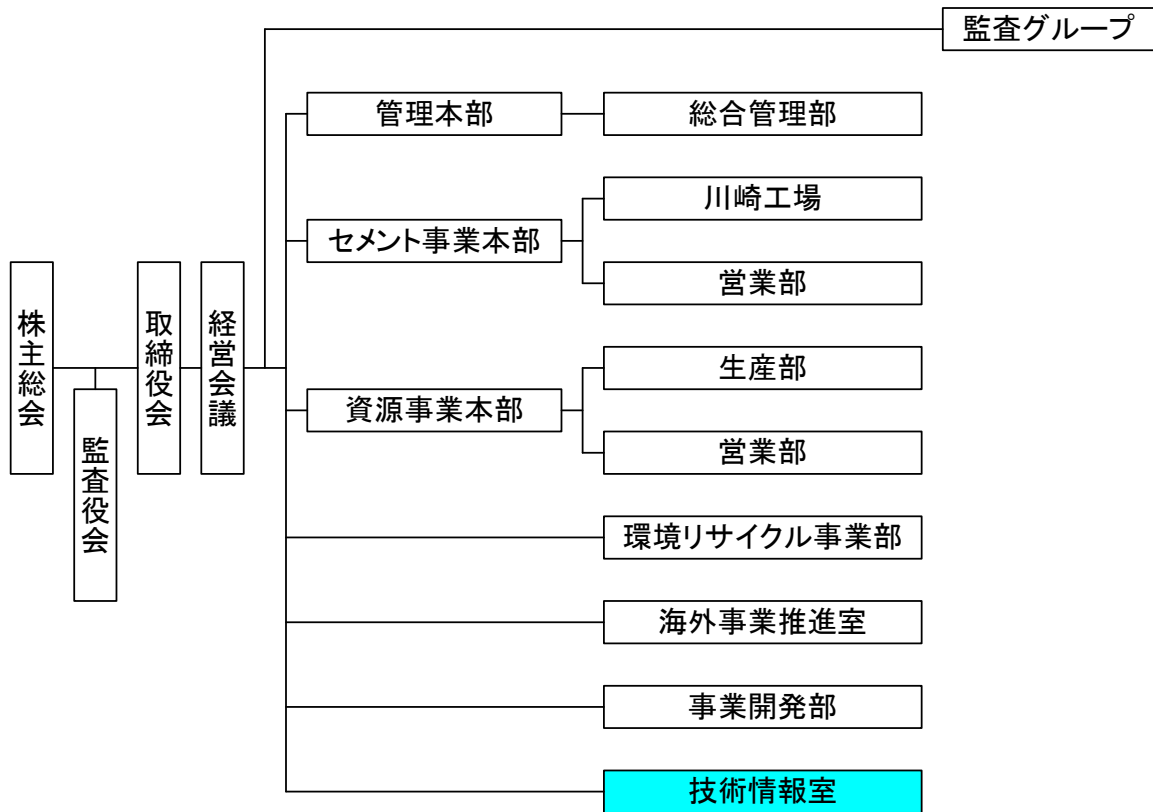 監査グループ
管理本部
総合管理部
川崎工場
セメント事業本部
営業部
株主総会
監査役会
取締役会
経営会議
生産部
資源事業本部
営業部
環境リサイクル事業部
海外事業推進室
事業開発部
技術情報室